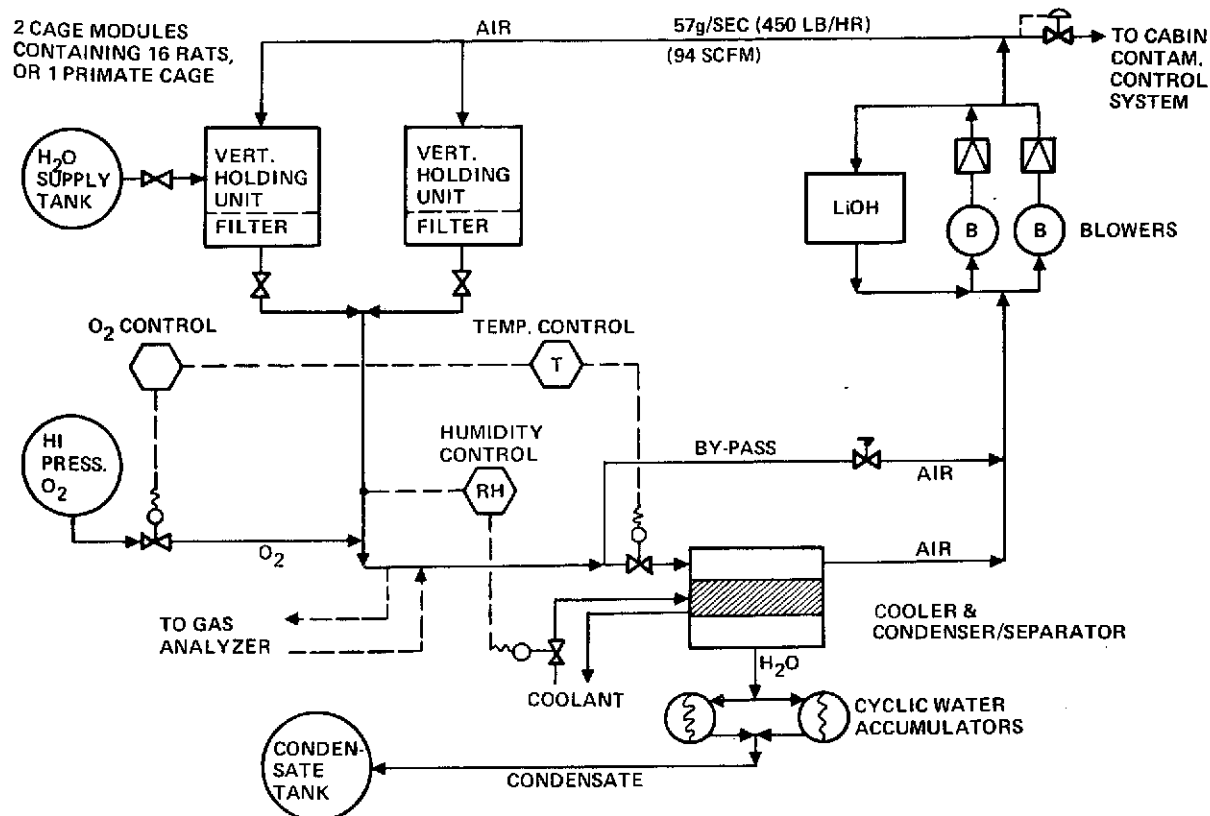 2 CAGE MODULES
CONTAINING 16 RATS,
OR 1 PRIMATE CAGE
AIR
57g/SEC (450 LB/HR)
(94 SCFM)
TO CABIN
CONTAM.
CONTROL
SYSTEM
H2O
SUPPLY
TANK
VERT.
HOLDING
UNIT
FILTER
VERT.
HOLDING
UNIT
FILTER
LiOH
B
B
BLOWERS
O2 CONTROL
TEMP. CONTROL
T
HI
PRESS.
O2
HUMIDITY
CONTROL
RH
BY-PASS
AIR
O2
AIR
TO GAS
ANALYZER
COOLER &
CONDENSER/SEPARATOR
COOLANT
H2O
CYCLIC WATER
ACCUMULATORS
CONDEN-
SATE
TANK
CONDENSATE